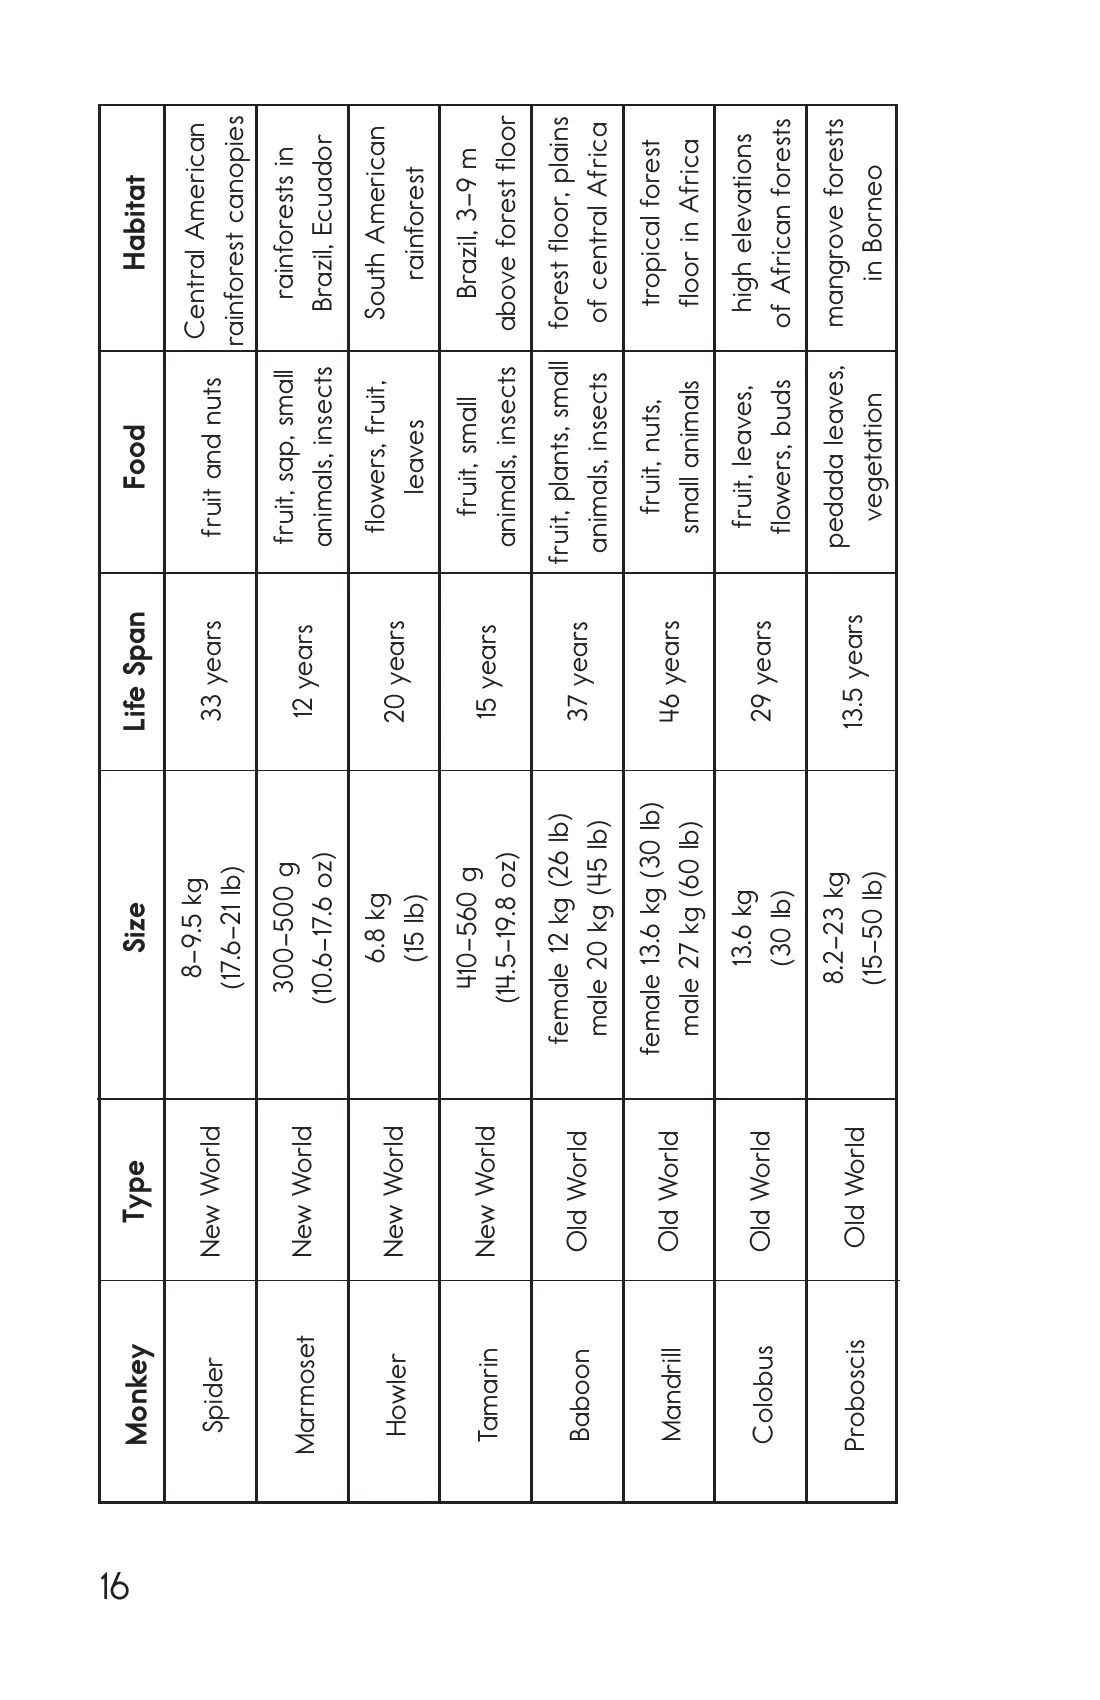 Monkey Type Size Life Span Food Habitat
Spider New World 8–9.5 kg 33 years fruit and nuts Central American
(17.6–21 lb) rainforest canopies
Marmoset New World 300–500 g 12 years fruit, sap, small rainforests in
(10.6–17.6 oz) animals, insects Brazil, Ecuador
Howler New World 6.8 kg 20 years flowers, fruit, South American
(15 lb) leaves rainforest
Tamarin New World 410–560 g 15 years fruit, small Brazil, 3–9 m
(14.5–19.8 oz) animals, insects above forest floor
Baboon Old World female 12 kg (26 lb) 37 years fruit, plants, small forest floor, plains
male 20 kg (45 lb) animals, insects of central Africa
Mandrill Old World female 13.6 kg (30 lb) 46 years fruit, nuts, tropical forest
male 27 kg (60 lb) small animals floor in Africa
Colobus Old World 13.6 kg 29 years fruit, leaves, high elevations
(30 lb) flowers, buds of African forests
Proboscis Old World 8.2–23 kg 13.5 years pedada leaves, mangrove forests
(15–50 lb) vegetation in Borneo
16